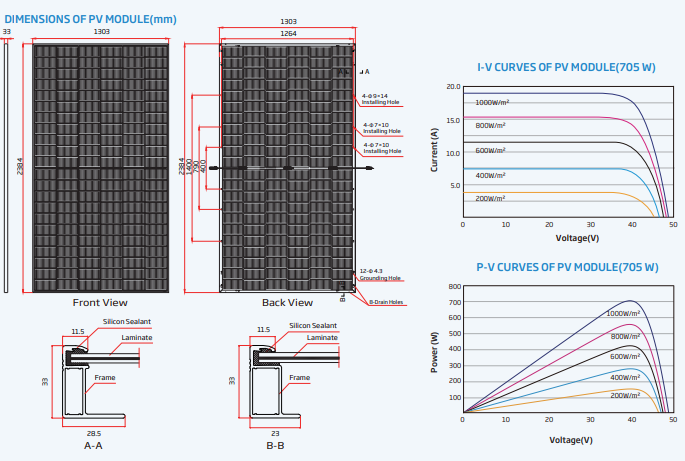 DIMENSIONS OF PV MODULE(mm)
33
1303
2384
Front View
1303
1264
A
A
4-Φ9×14
Installing Hole
4-Φ7×10
Installing Hole
4-Φ7×10
Installing Hole
2384
1400
790
400
12-Φ4.3
Grounding Hole
8-Drain Holes
B
Back View
11.5
Silicon Sealant
Laminate
Frame
33
28.5
A-A
11.5
Silicon Sealant
Laminate
Frame
33
23
B-B
I-V CURVES OF PV MODULE(705 W)
Current (A)
20.0
15.0
10.0
5.0
1000W/m²
800W/m²
600W/m²
400W/m²
200W/m²
0 10 20 30 40 50
Voltage(V)
P-V CURVES OF PV MODULE(705 W)
Power (W)
800
700
600
500
400
300
200
100
1000W/m²
800W/m²
600W/m²
400W/m²
200W/m²
0 10 20 30 40 50
Voltage(V)